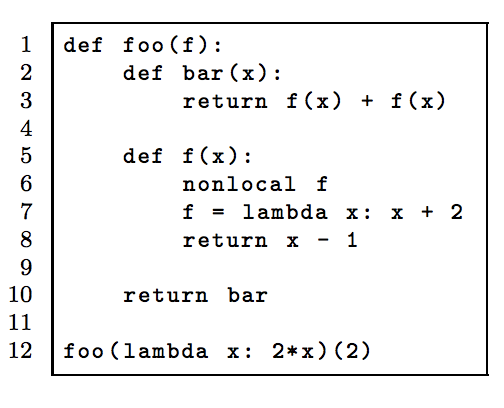 1 def foo(f):
2     def bar(x):
3         return f(x) + f(x)
4
5     def f(x):
6         nonlocal f
7         f = lambda x: x + 2
8         return x - 1
9
10     return bar
11
12 foo(lambda x: 2*x)(2)